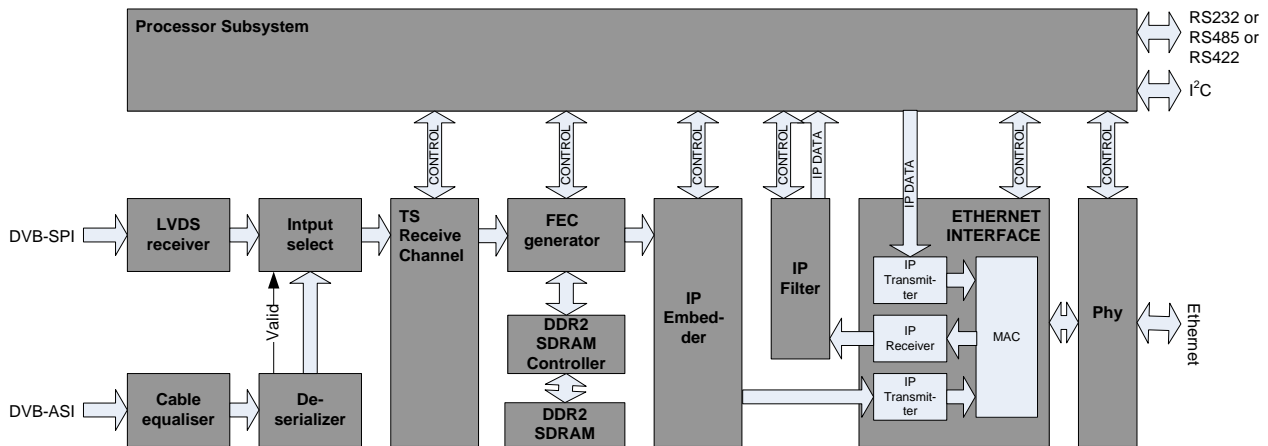 Processor Subsystem
RS232 or
RS485 or
RS422
I²C
CONTROL
CONTROL
CONTROL
CONTROL
IP DATA
IP DATA
CONTROL
CONTROL
DVB-SPI
LVDS
receiver
Intput
select
TS
Receive
Channel
FEC
generator
ETHERNET
INTERFACE
IP
Transmit-
ter
IP
Filter
IP
Embed-
der
Valid
DDR2
SDRAM
Controller
IP
Receiver
MAC
Phy
Ethernet
DVB-ASI
Cable
equaliser
De-
serializer
DDR2
SDRAM
IP
Transmit-
ter